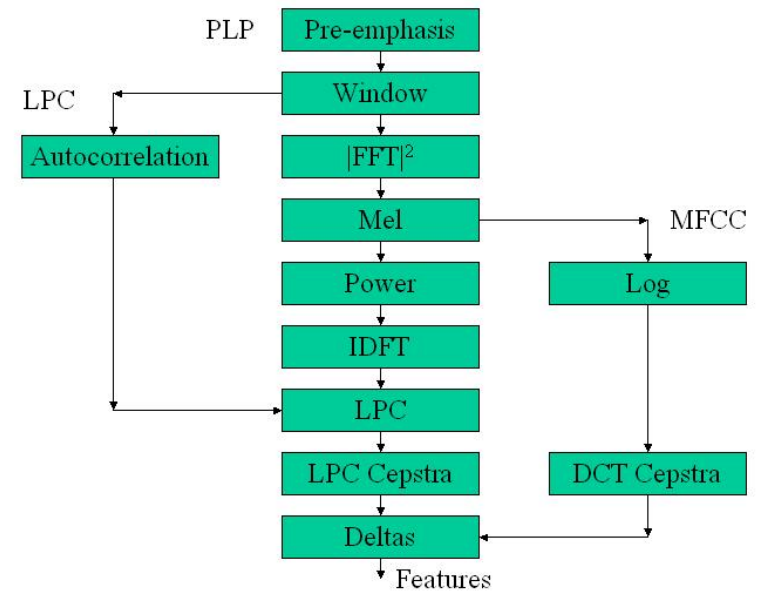 PLP
Pre-emphasis
LPC
Window
Autocorrelation
|FFT|²
Mel
MFCC
Power
Log
IDFT
LPC
LPC Cepstra
DCT Cepstra
Deltas
Features